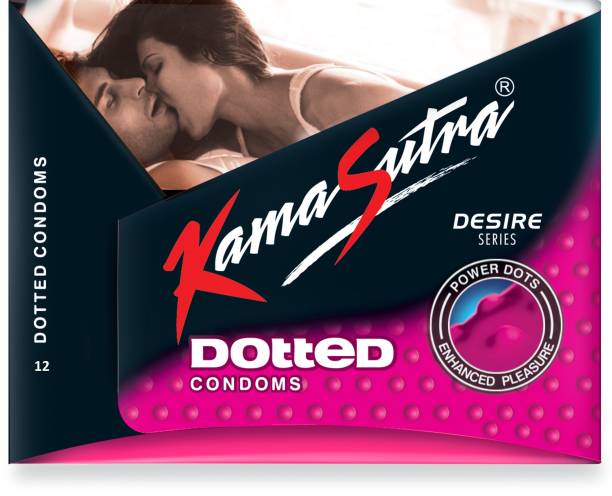 DOTTED CONDOMS
12
KamaSutra®
DESIRE
SERIES
POWER DOTS
ENHANCED PLEASURE
DOtteD
CONDOMS